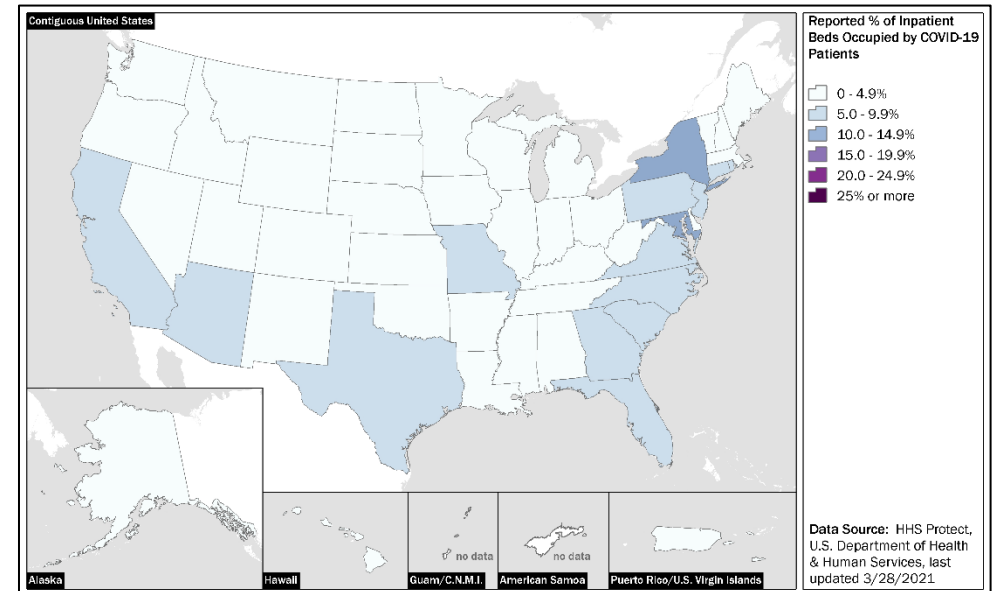 Contiguous United States
Reported % of Inpatient
Beds Occupied by COVID-19
Patients
0 - 4.9%
5.0 - 9.9%
10.0 - 14.9%
15.0 - 19.9%
20.0 - 24.9%
25% or more
no data
no data
Alaska
Hawaii
Guam/C.N.M.I.
American Samoa
Puerto Rico/U.S. Virgin Islands
Data Source: HHS Protect,
U.S. Department of Health
& Human Services, last
updated 3/28/2021